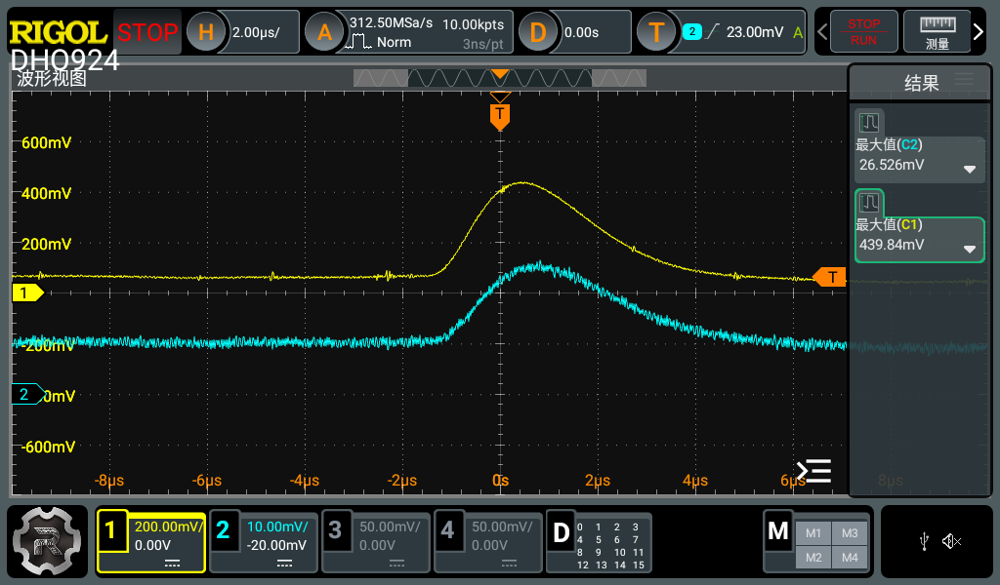 RIGOL STOP H 2.00μs/ A 312.50MSa/s 10.00kpts Norm 3ns/pt D 0.00s T 2 23.00mV A STOP RUN 测量
DHO924
波形视图
结果
T
600mV
400mV
200mV
1
-200mV
2
0mV
-600mV
-8μs -6μs -4μs -2μs 0s 2μs 4μs 6μs 8μs
T
最大值(C2)
26.526mV
最大值(C1)
439.84mV
1 200.00mV/ 0.00V
2 10.00mV/ -20.00mV
3 50.00mV/ 0.00V
4 50.00mV/ 0.00V
D 0 1 2 3
4 5 6 7
8 9 10 11
12 13 14 15
M M1 M3
M2 M4